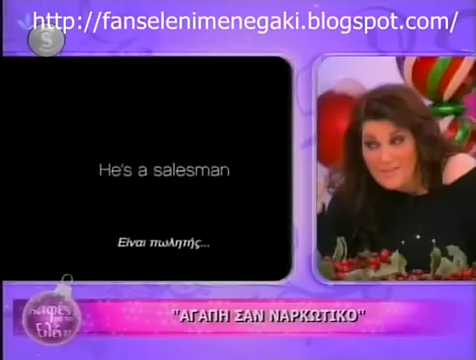 http://fanselenimenegaki.blogspot.com/
S
He's a salesman
Είναι πωλητής...
"ΑΓΑΠΗ ΣΑΝ ΝΑΡΚΩΤΙΚΟ"